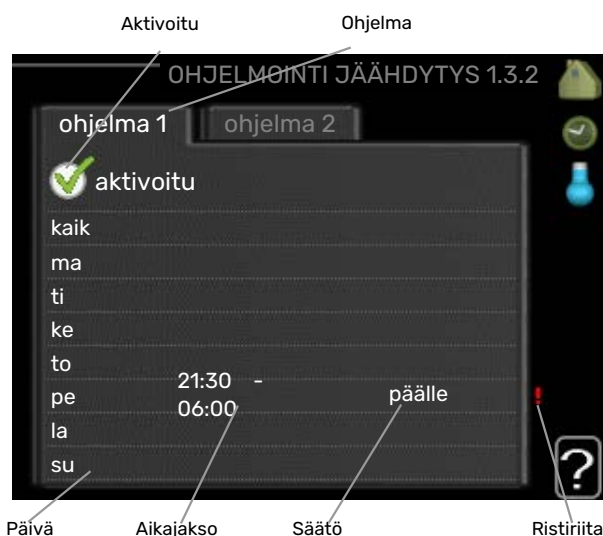 Aktivoitu Ohjelma
OHJELMOINTI JÄÄHDYTYS 1.3.2
ohjelma 1 ohjelma 2
aktivoitu
kaik
ma
ti
ke
to
pe 21:30 - 06:00 päälle !
la
su
?
Päivä Aikajakso Säätö Ristiriita